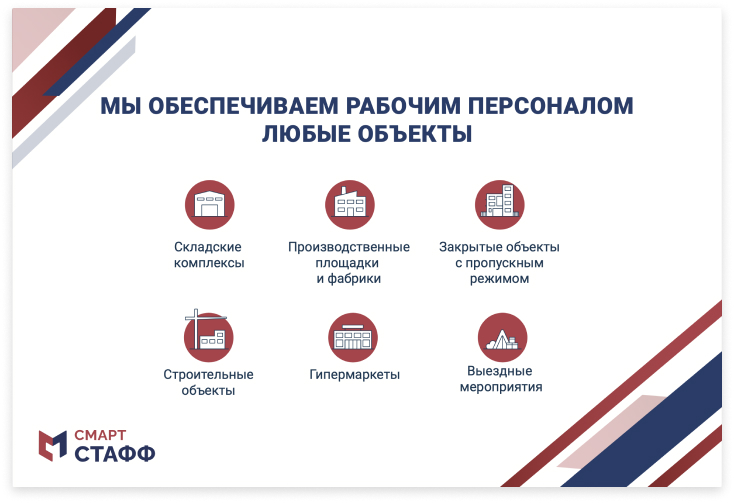 МЫ ОБЕСПЕЧИВАЕМ РАБОЧИМ ПЕРСОНАЛОМ
ЛЮБЫЕ ОБЪЕКТЫ
Складские
комплексы
Производственные
площадки
и фабрики
Закрытые объекты
с пропускным
режимом
Строительные
объекты
Гипермаркеты
Выездные
мероприятия
СМАРТ
СТАФФ